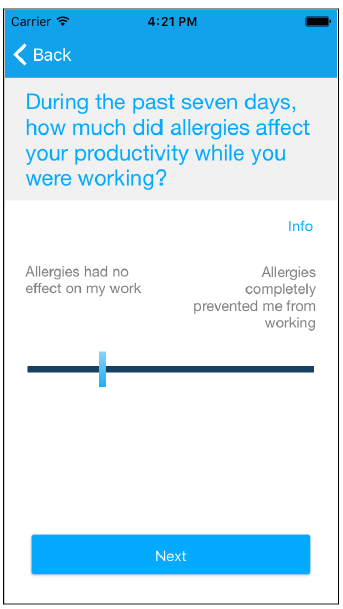 Carrier 4:21 PM
Back
During the past seven days,
how much did allergies affect
your productivity while you
were working?
Info
Allergies had no
effect on my work
Allergies
completely
prevented me from
working
Next